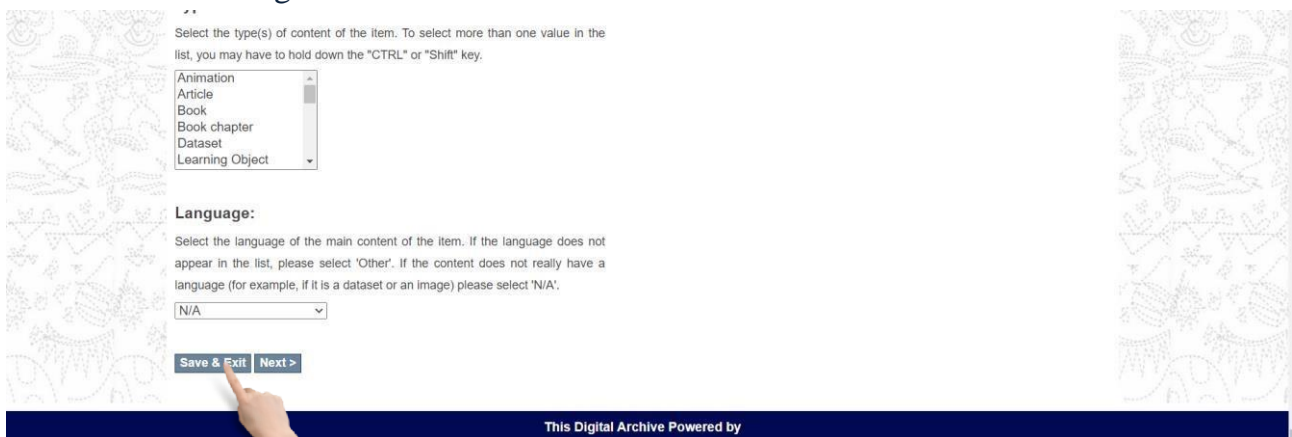 Select the type(s) of content of the item. To select more than one value in the
list, you may have to hold down the "CTRL" or "Shift" key.
Animation
Article
Book
Book chapter
Dataset
Learning Object
Language:
Select the language of the main content of the item. If the language does not
appear in the list, please select 'Other'. If the content does not really have a
language (for example, if it is a dataset or an image) please select 'N/A'.
N/A
Save & Exit Next >
This Digital Archive Powered by